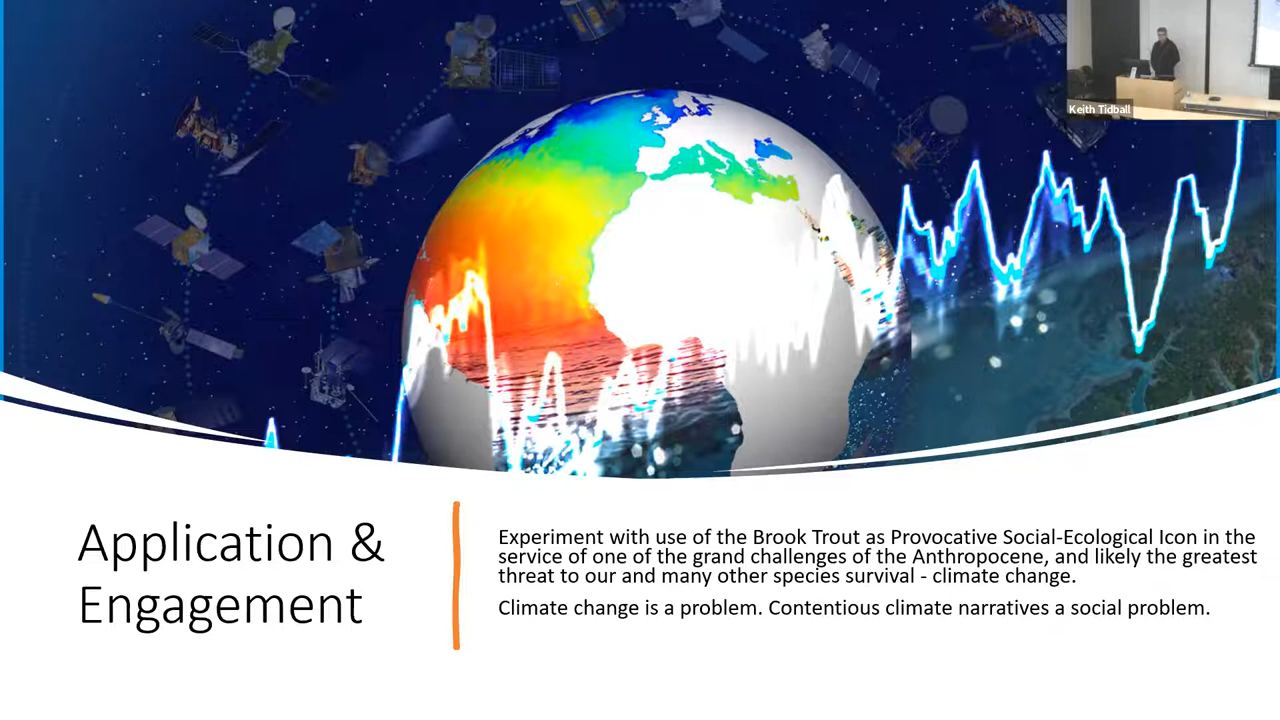 Keith Tidball
Application &
Engagement
Experiment with use of the Brook Trout as Provocative Social-Ecological Icon in the
service of one of the grand challenges of the Anthropocene, and likely the greatest
threat to our and many other species survival - climate change.
Climate change is a problem. Contentious climate narratives a social problem.